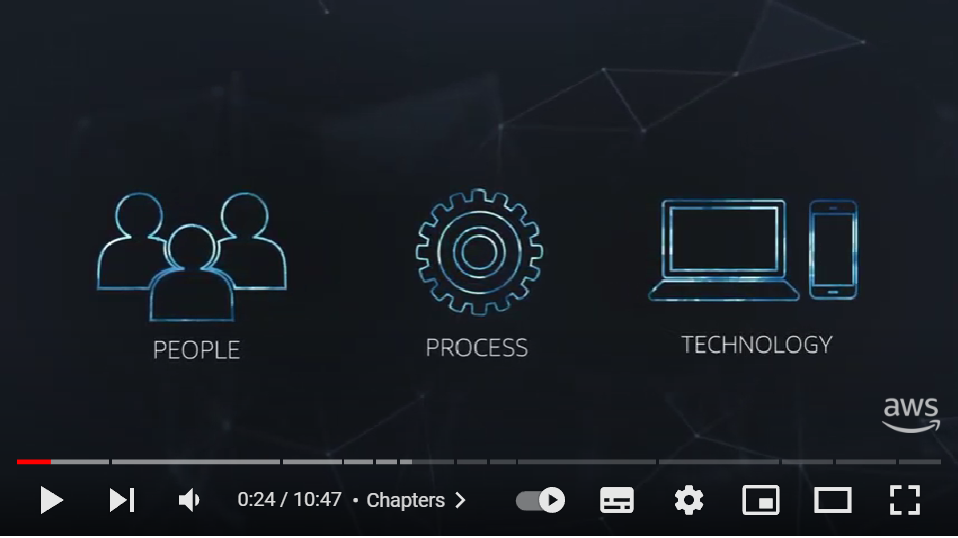 PEOPLE
PROCESS
TECHNOLOGY
aws
0:24 / 10:47 • Chapters